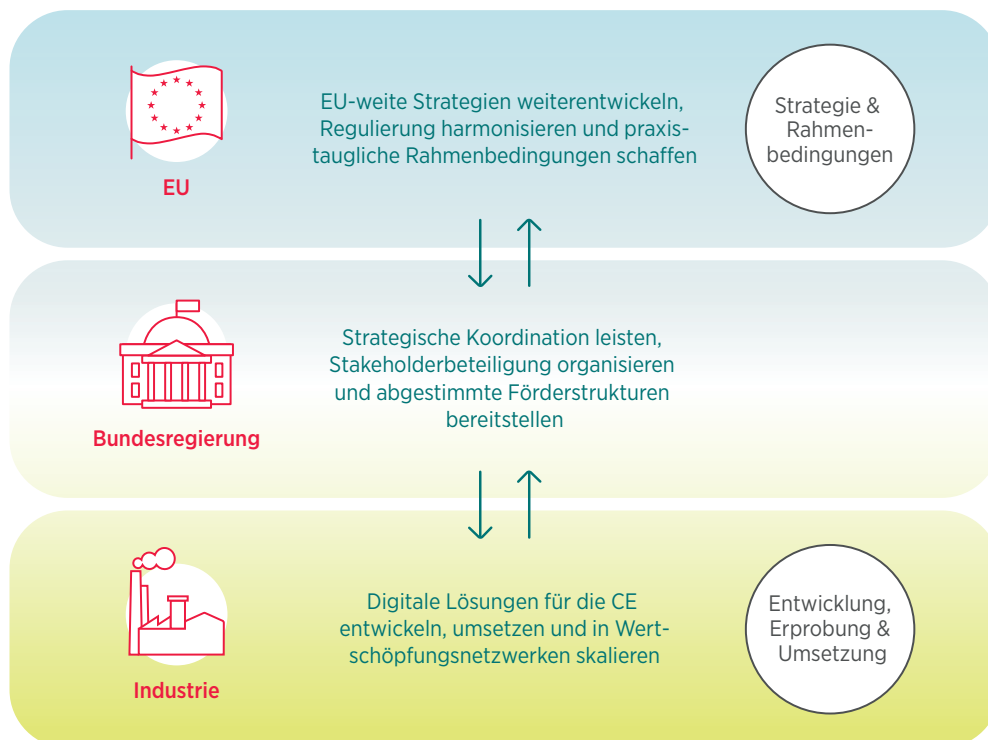 EU-weite Strategien weiterentwickeln,
Regulierung harmonisieren und praxis-
taugliche Rahmenbedingungen schaffen
Strategie &
Rahmen-
bedingungen
EU
Strategische Koordination leisten,
Stakeholderbeteiligung organisieren
und abgestimmte Förderstrukturen
bereitstellen
Bundesregierung
Digitale Lösungen für die CE
entwickeln, umsetzen und in Wert-
schöpfungsnetzwerken skalieren
Entwicklung,
Erprobung &
Umsetzung
Industrie